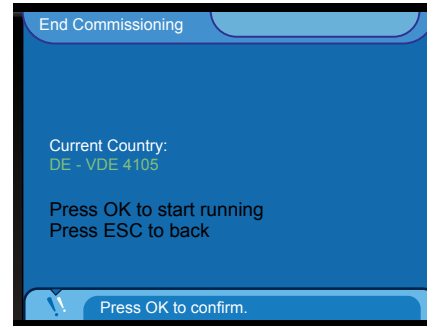 End Commissioning
Current Country:
DE - VDE 4105
Press OK to start running
Press ESC to back
Press OK to confirm.